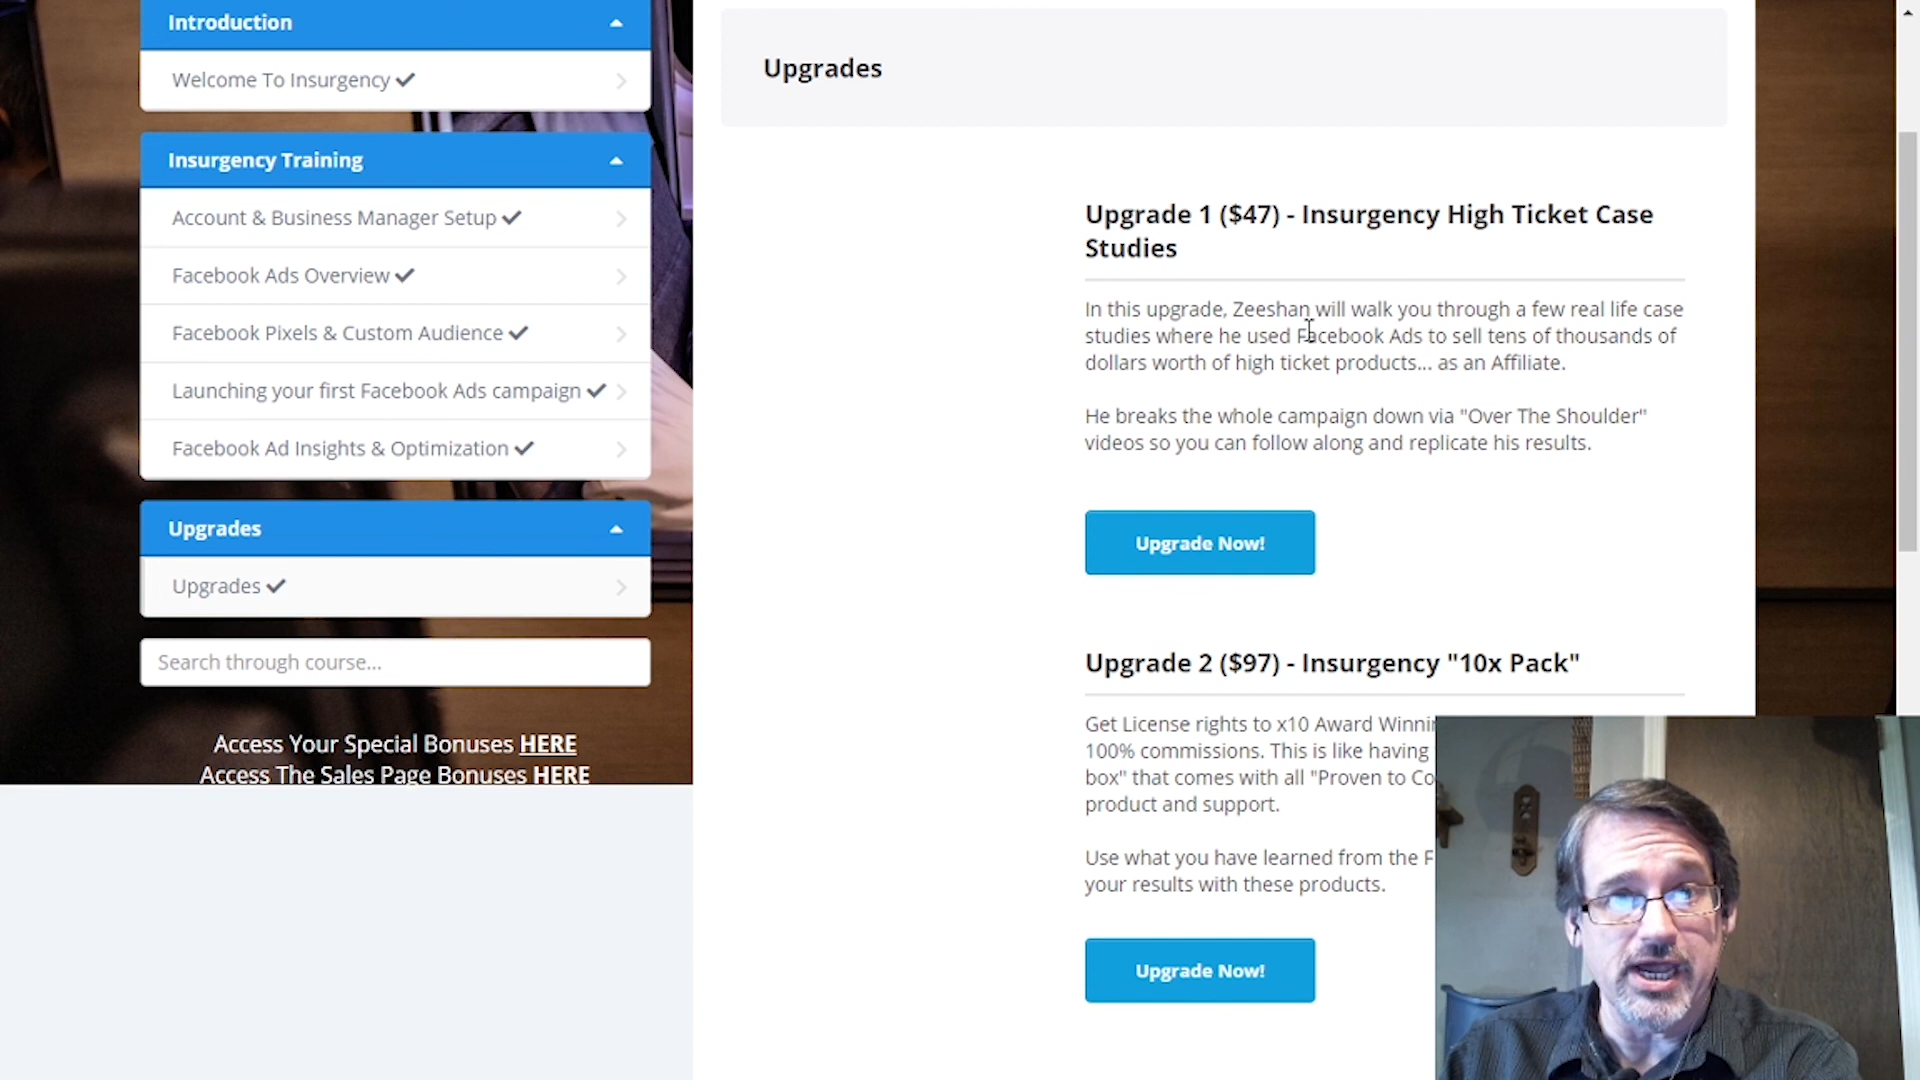 Introduction
Welcome To Insurgency
Insurgency Training
Account & Business Manager Setup
Facebook Ads Overview
Facebook Pixels & Custom Audience
Launching your first Facebook Ads campaign
Facebook Ad Insights & Optimization
Upgrades
Upgrades
Search through course...
Access Your Special Bonuses HERE
Access The Sales Page Bonuses HERE
Upgrades
Upgrade 1 ($47) - Insurgency High Ticket Case
Studies
In this upgrade, Zeeshan will walk you through a few real life case
studies where he used Facebook Ads to sell tens of thousands of
dollars worth of high ticket products... as an Affiliate.
He breaks the whole campaign down via "Over The Shoulder"
videos so you can follow along and replicate his results.
Upgrade Now!
Upgrade 2 ($97) - Insurgency "10x Pack"
Get License rights to x10 Award
100% commissions. This is like having
box" that comes with all "Proven to
product and support.
Use what you have learned from the
your results with these products.
Upgrade Now!